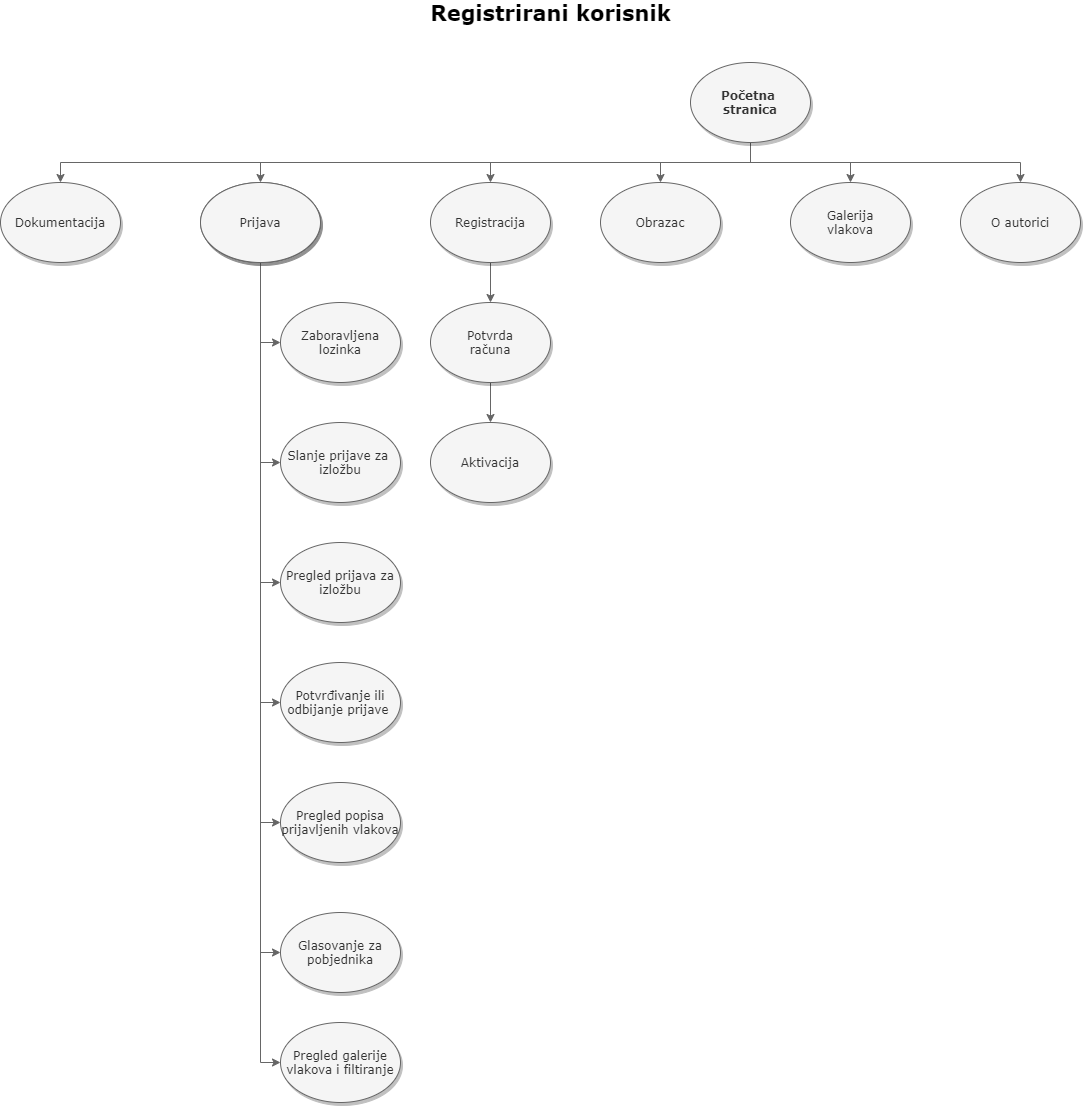 Registrirani korisnik
Početna
stranica
Dokumentacija
Prijava
Registracija
Obrazac
Galerija
vlakova
O autorici
Zaboravljena
lozinka
Potvrda
računa
Slanje prijave za
izložbu
Aktivacija
Pregled prijava za
izložbu
Potvrđivanje ili
odbijanje prijave
Pregled popisa
prijavljenih vlakova
Glasovanje za
pobjednika
Pregled galerije
vlakova i filtiranje